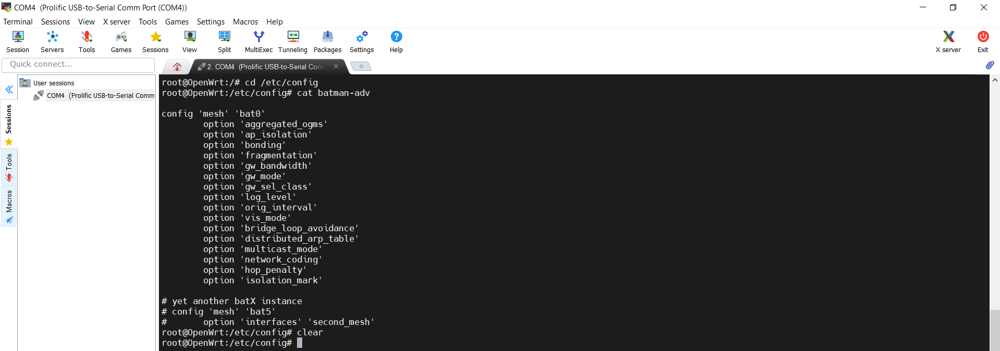 COM4  (Prolific USB-to-Serial Comm Port (COM4))
Terminal Sessions View X server Tools Games Settings Macros Help
Session Servers Tools Games Sessions View Split MultiExec Tunneling Packages Settings Help X server Exit
Quick connect...
2. COM4  (Prolific USB-to-Serial Com
User sessions
COM4  (Prolific USB-to-Serial Comm
Sessions
Tools
Macros
root@OpenWrt:/# cd /etc/config
root@OpenWrt:/etc/config# cat batman-adv
config 'mesh' 'bat0'
        option 'aggregated_ogms'
        option 'ap_isolation'
        option 'bonding'
        option 'fragmentation'
        option 'gw_bandwidth'
        option 'gw_mode'
        option 'gw_sel_class'
        option 'log_level'
        option 'orig_interval'
        option 'vis_mode'
        option 'bridge_loop_avoidance'
        option 'distributed_arp_table'
        option 'multicast_mode'
        option 'network_coding'
        option 'hop_penalty'
        option 'isolation_mark'
# yet another batX instance
# config 'mesh' 'bat5'
#       option 'interfaces' 'second_mesh'
root@OpenWrt:/etc/config# clear
root@OpenWrt:/etc/config#